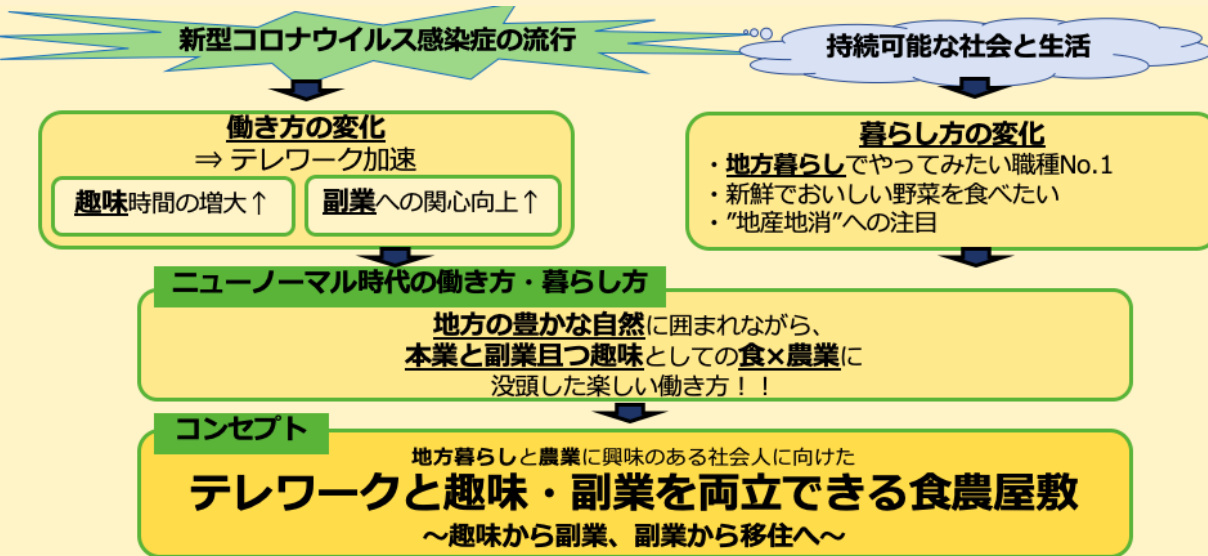 新型コロナウイルス感染症の流行
持続可能な社会と生活
働き方の変化
⇒ テレワーク加速
趣味時間の増大↑
副業への関心向上↑
暮らし方の変化
・地方暮らしでやってみたい職種No.1
・新鮮でおいしい野菜を食べたい
・”地産地消”への注目
ニューノーマル時代の働き方・暮らし方
地方の豊かな自然に囲まれながら、
本業と副業且つ趣味としての食×農業に
没頭した楽しい働き方！！
コンセプト
地方暮らしと農業に興味のある社会人に向けた
テレワークと趣味・副業を両立できる食農屋敷
～趣味から副業、副業から移住へ～